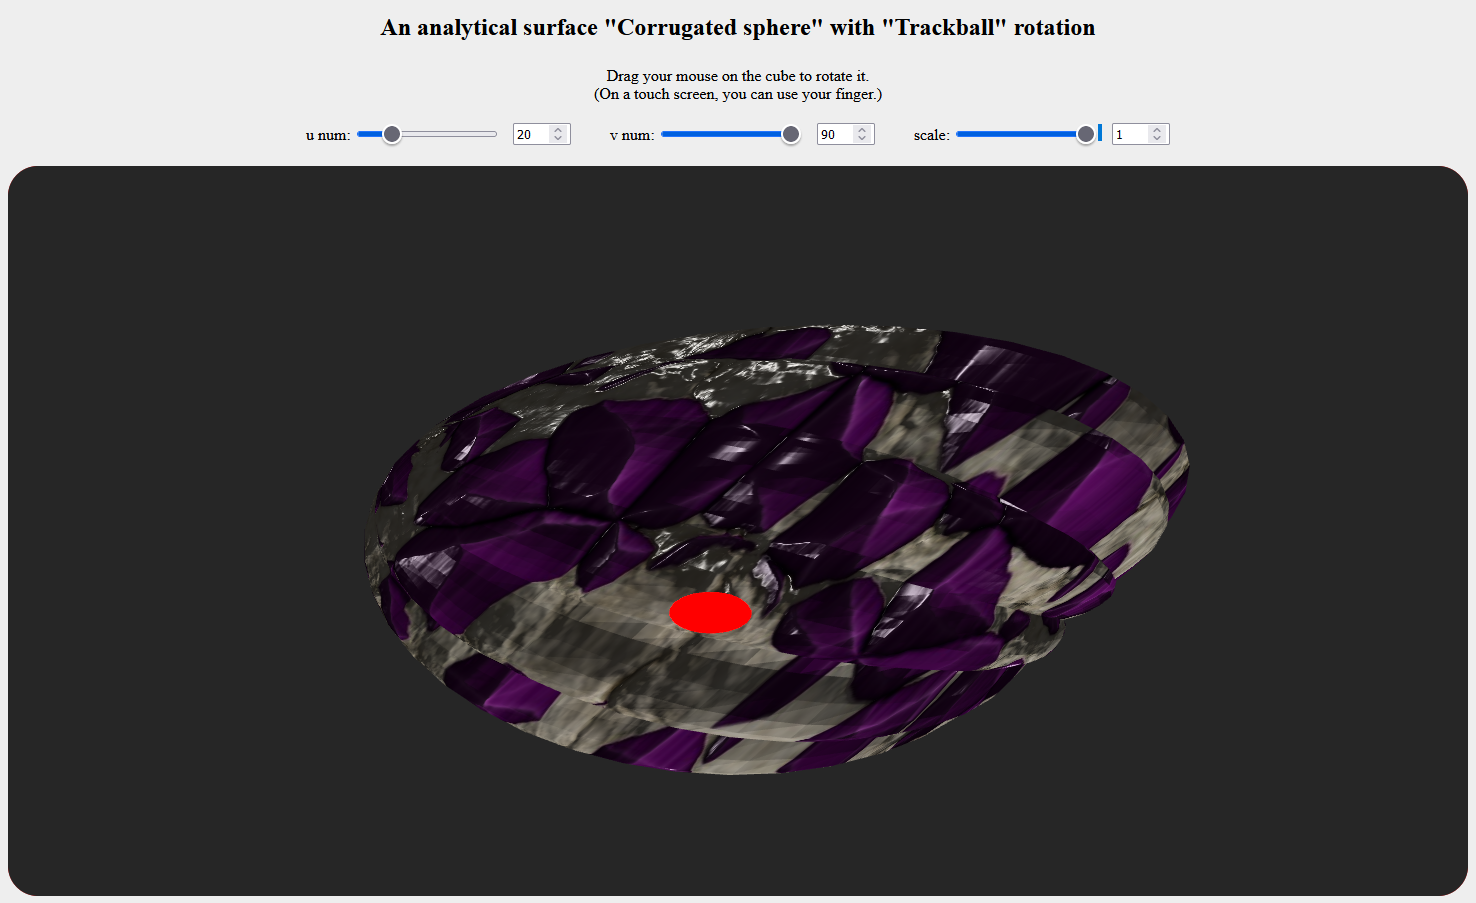 An analytical surface "Corrugated sphere" with "Trackball" rotation
Drag your mouse on the cube to rotate it.
(On a touch screen, you can use your finger.)
u num: 20 v num: 90 scale: 1